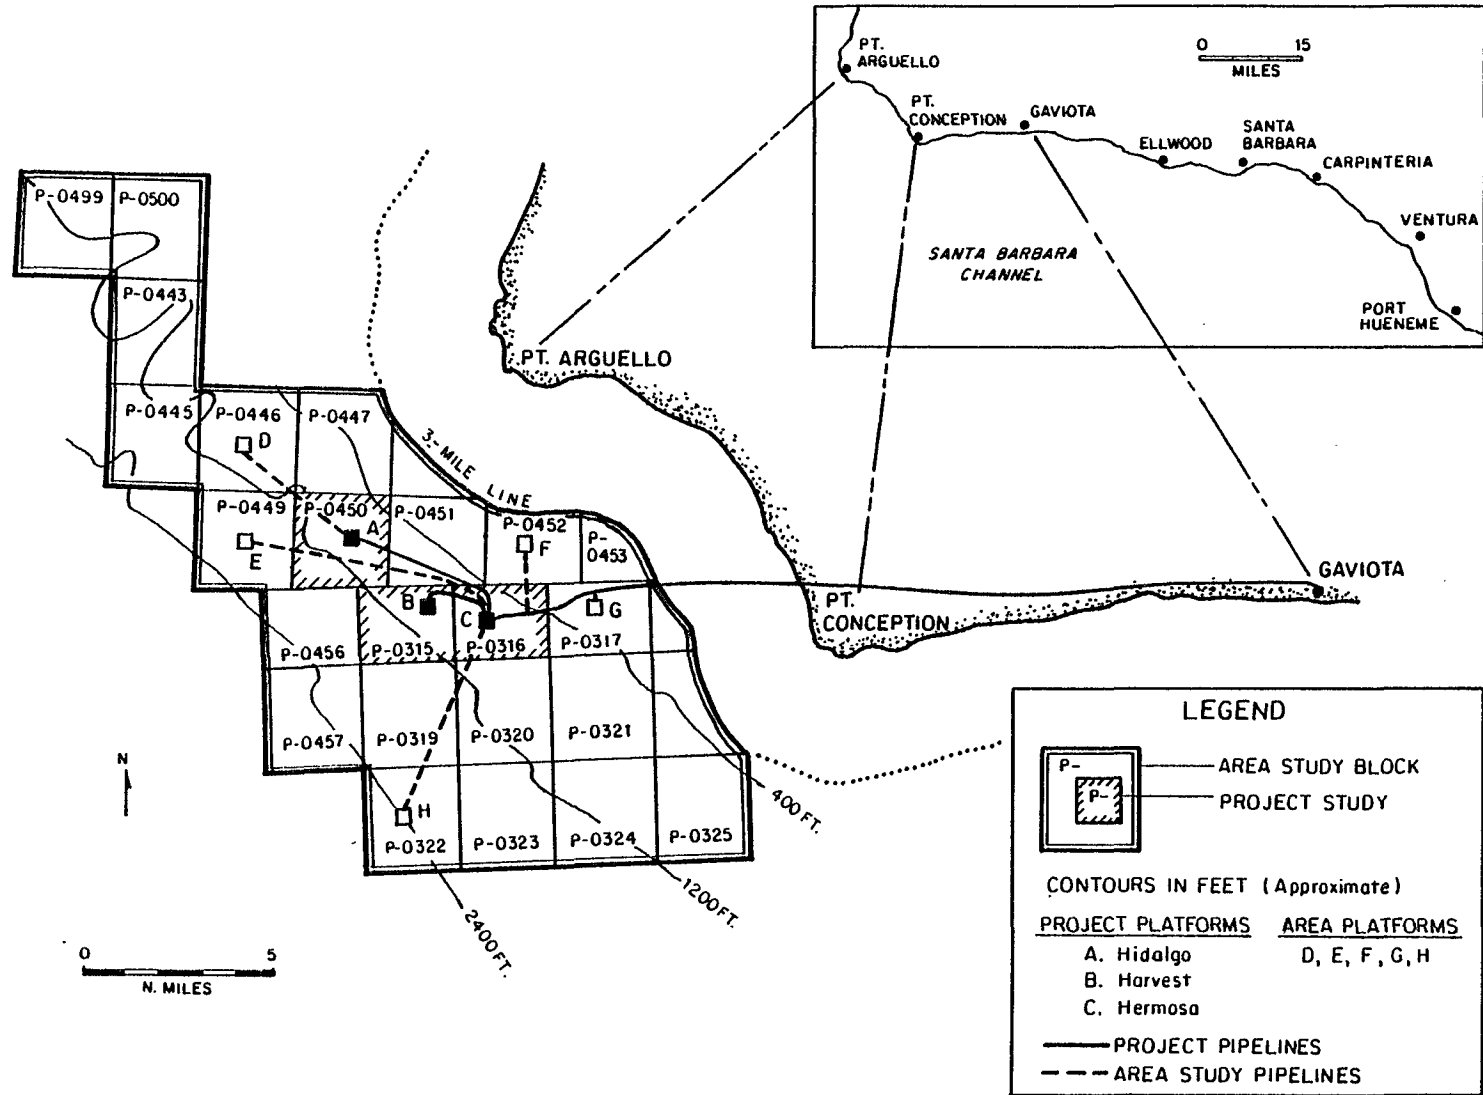 PT.
ARGUELLO
0 15
MILES
PT.
CONCEPTION
GAVIOTA
ELLWOOD
SANTA
BARBARA
CARPINTERIA
VENTURA
SANTA BARBARA
CHANNEL
PORT
HUENEME
P-0499
P-0500
P-0443
P-0445
P-0446
P-0447
D
3-MILE LINE
PT. ARGUELLO
P-0449
P-0450
P-0451
P-0452
P-
0453
A
E
F
B
C
G
P-0456
P-0315
P-0316
P-0317
PT.
CONCEPTION
GAVIOTA
P-0457
P-0319
P-0320
P-0321
N
H
P-0322
P-0323
P-0324
P-0325
400 FT.
1200 FT.
2400 FT.
0 5
N. MILES
LEGEND
P-
P-
AREA STUDY BLOCK
PROJECT STUDY
CONTOURS IN FEET (Approximate)
PROJECT PLATFORMS AREA PLATFORMS
A. Hidalgo D, E, F, G, H
B. Harvest
C. Hermosa
PROJECT PIPELINES
AREA STUDY PIPELINES